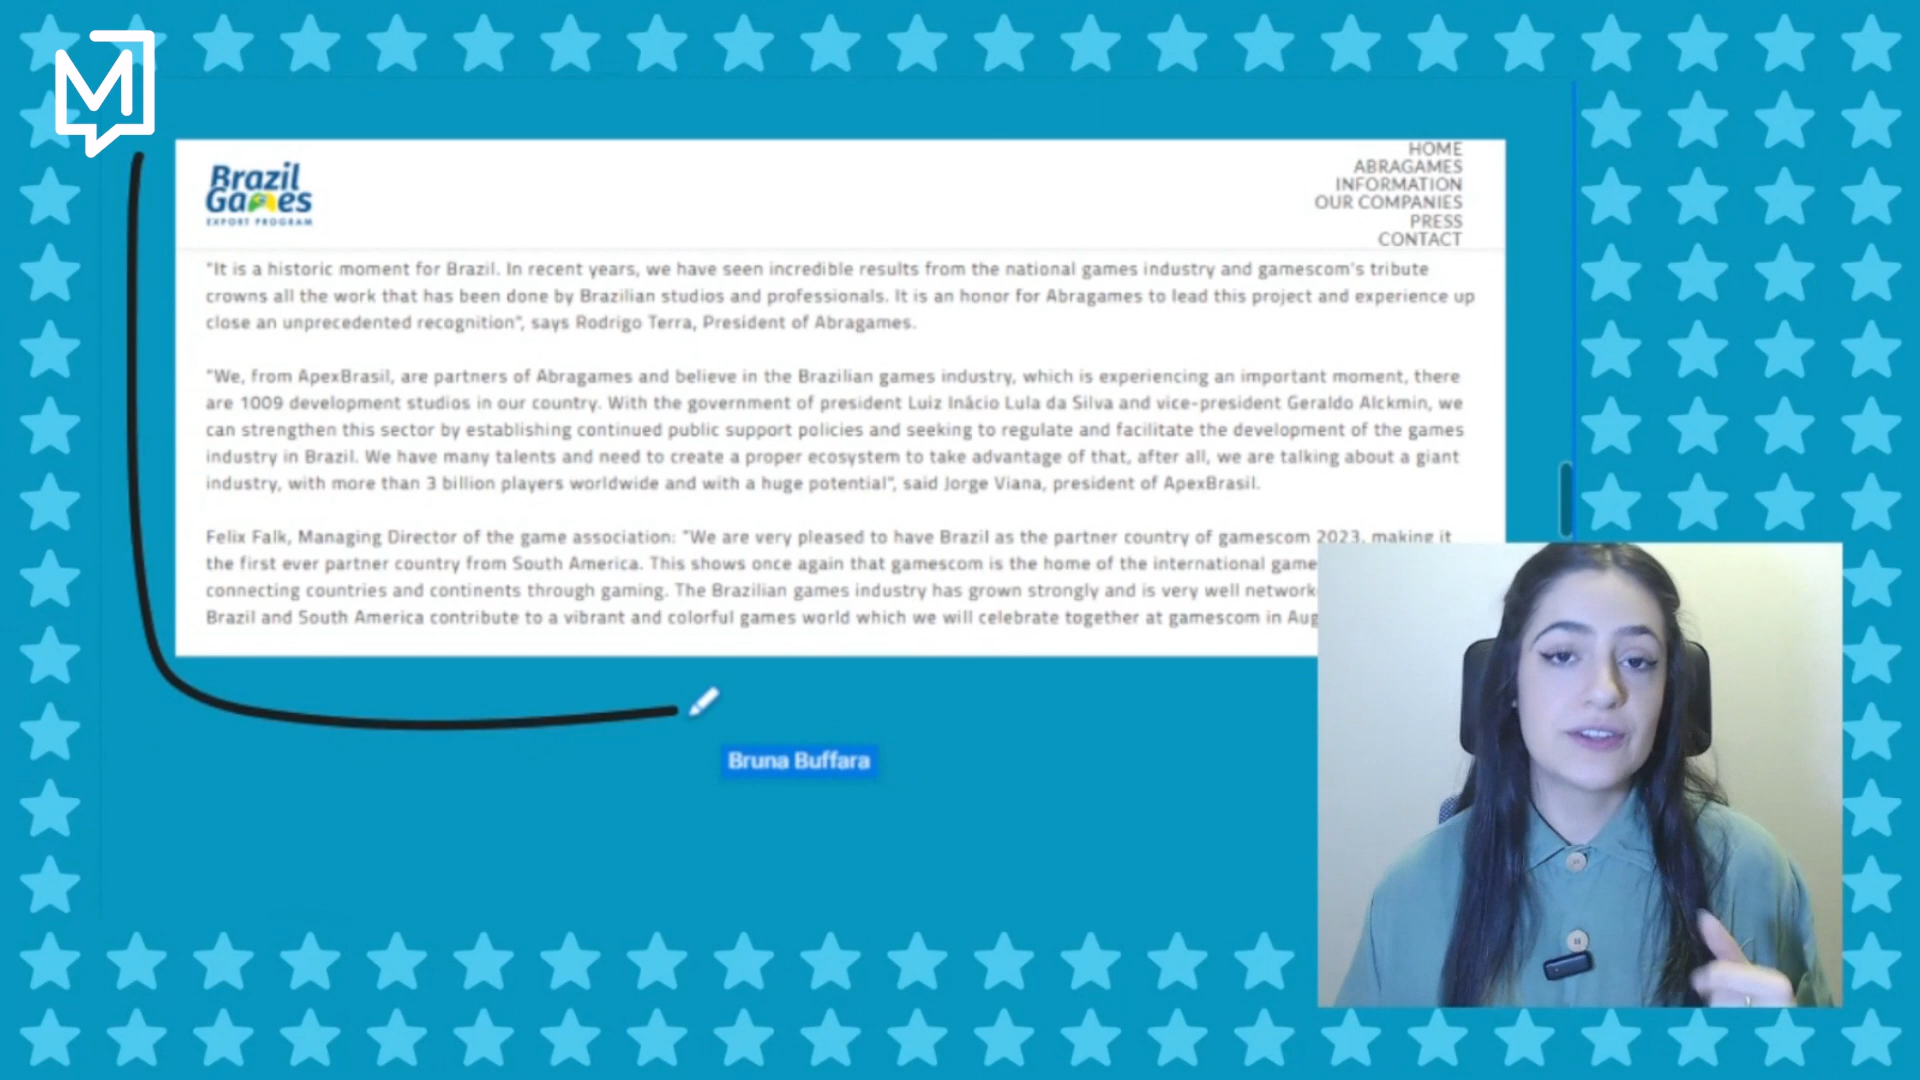 M
Brazil
Games
EXPORT PROGRAM
HOME
ABRAGAMES
INFORMATION
OUR COMPANIES
PRESS
CONTACT
"It is a historic moment for Brazil. In recent years, we have seen incredible results from the national games industry and gamescom's tribute
crowns all the work that has been done by Brazilian studios and professionals. It is an honor for Abragames to lead this project and experience up
close an unprecedented recognition", says Rodrigo Terra, President of Abragames.
"We, from ApexBrasil, are partners of Abragames and believe in the Brazilian games industry, which is experiencing an important moment, there
are 1009 development studios in our country. With the government of president Luiz Inácio Lula da Silva and vice-president Geraldo Alckmin, we
can strengthen this sector by establishing continued public support policies and seeking to regulate and facilitate the development of the games
industry in Brazil. We have many talents and need to create a proper ecosystem to take advantage of that, after all, we are talking about a giant
industry, with more than 3 billion players worldwide and with a huge potential", said Jorge Viana, president of ApexBrasil.
Felix Falk, Managing Director of the game association: "We are very pleased to have Brazil as the partner country of gamescom 2023, making it
the first ever partner country from South America. This shows once again that gamescom is the home of the international game
connecting countries and continents through gaming. The Brazilian games industry has grown strongly and is very well network
Brazil and South America contribute to a vibrant and colorful games world which we will celebrate together at gamescom in Aug
Bruna Buffara